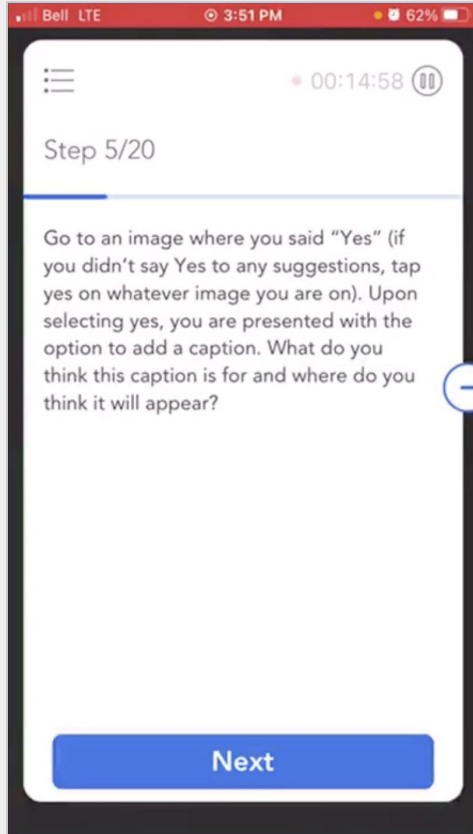 Bell LTE 3:51 PM 62%
00:14:58
Step 5/20
Go to an image where you said “Yes” (if
you didn’t say Yes to any suggestions, tap
yes on whatever image you are on). Upon
selecting yes, you are presented with the
option to add a caption. What do you
think this caption is for and where do you
think it will appear?
Next